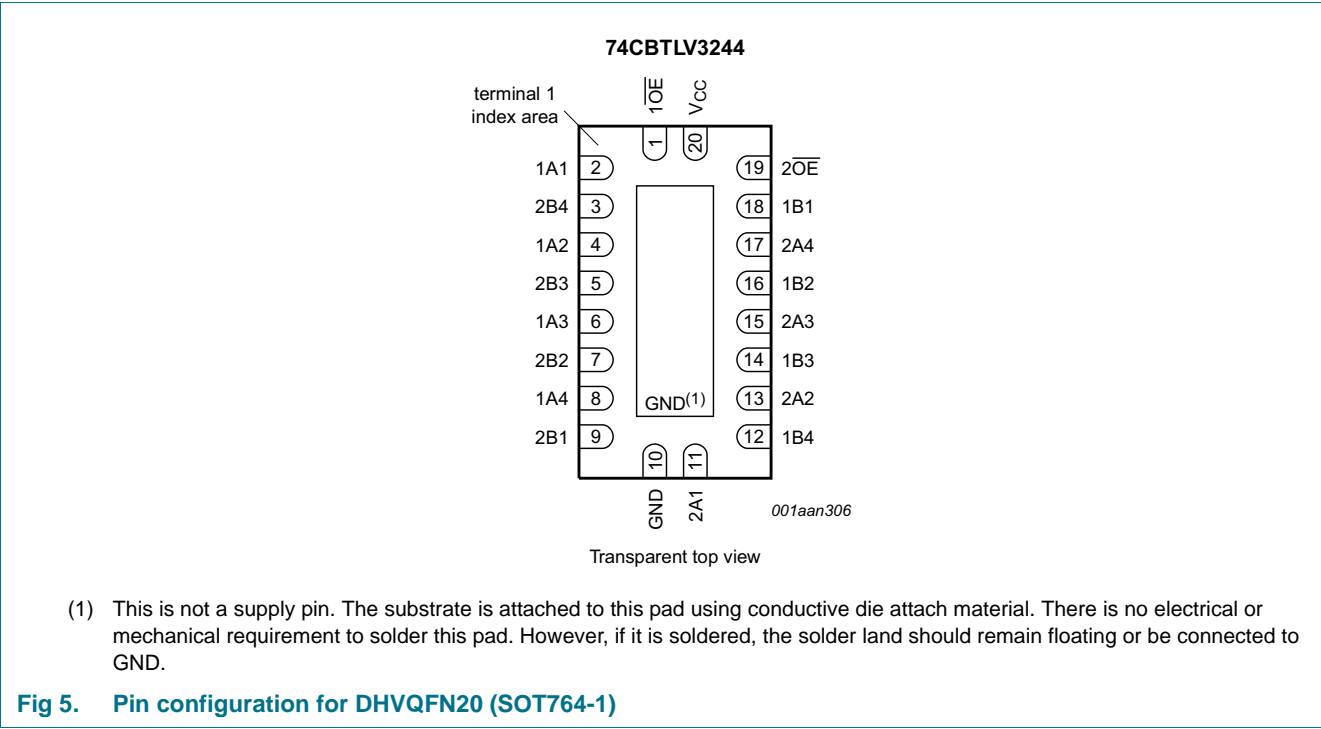 74CBTLV3244
terminal 1
index area
1O̅E̅
VCC
1
20
1A1 2 19 2O̅E̅
2B4 3 18 1B1
1A2 4 17 2A4
2B3 5 16 1B2
1A3 6 15 2A3
2B2 7 14 1B3
1A4 8 GND(1) 13 2A2
2B1 9 12 1B4
10
11
GND
2A1
001aan306
Transparent top view
(1) This is not a supply pin. The substrate is attached to this pad using conductive die attach material. There is no electrical or
mechanical requirement to solder this pad. However, if it is soldered, the solder land should remain floating or be connected to
GND.
Fig 5. Pin configuration for DHVQFN20 (SOT764-1)